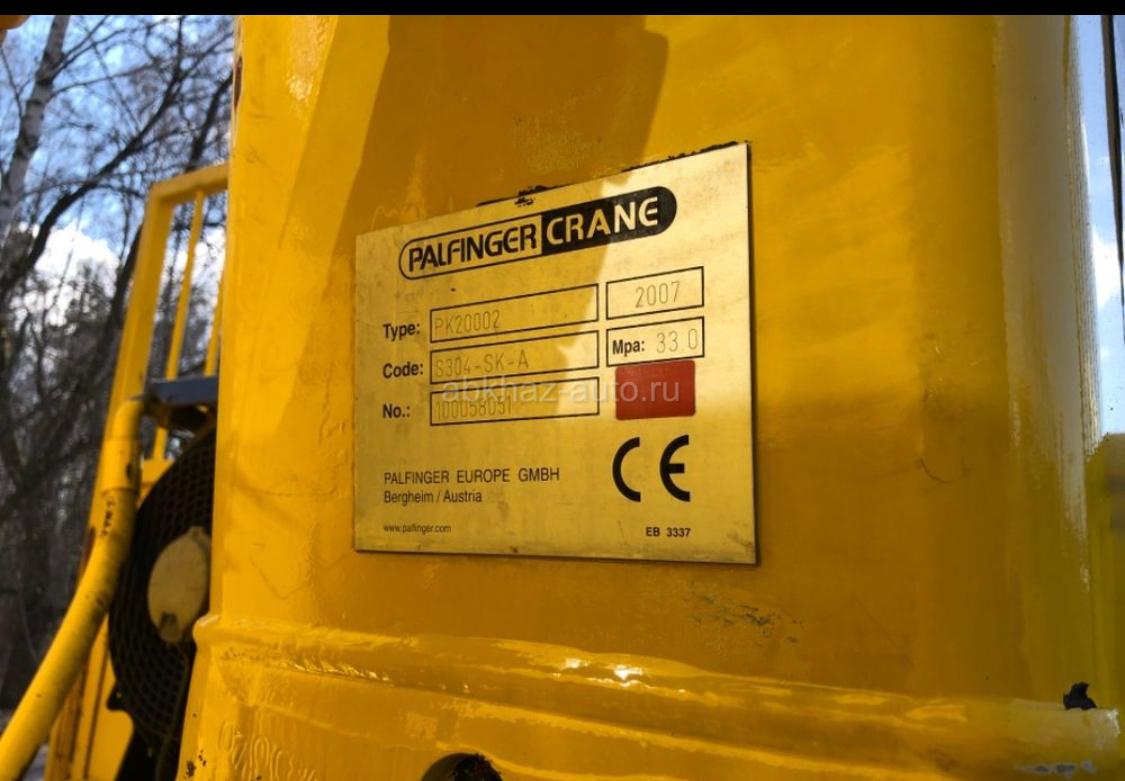 PALFINGER CRANE
Type: PK20002 2007
Code: S304-SK-A Mpa: 33 0
No.: 100058051
abkhaz-auto.ru
PALFINGER EUROPE GMBH
Bergheim / Austria
www.palfinger.com
EB 3337
CE